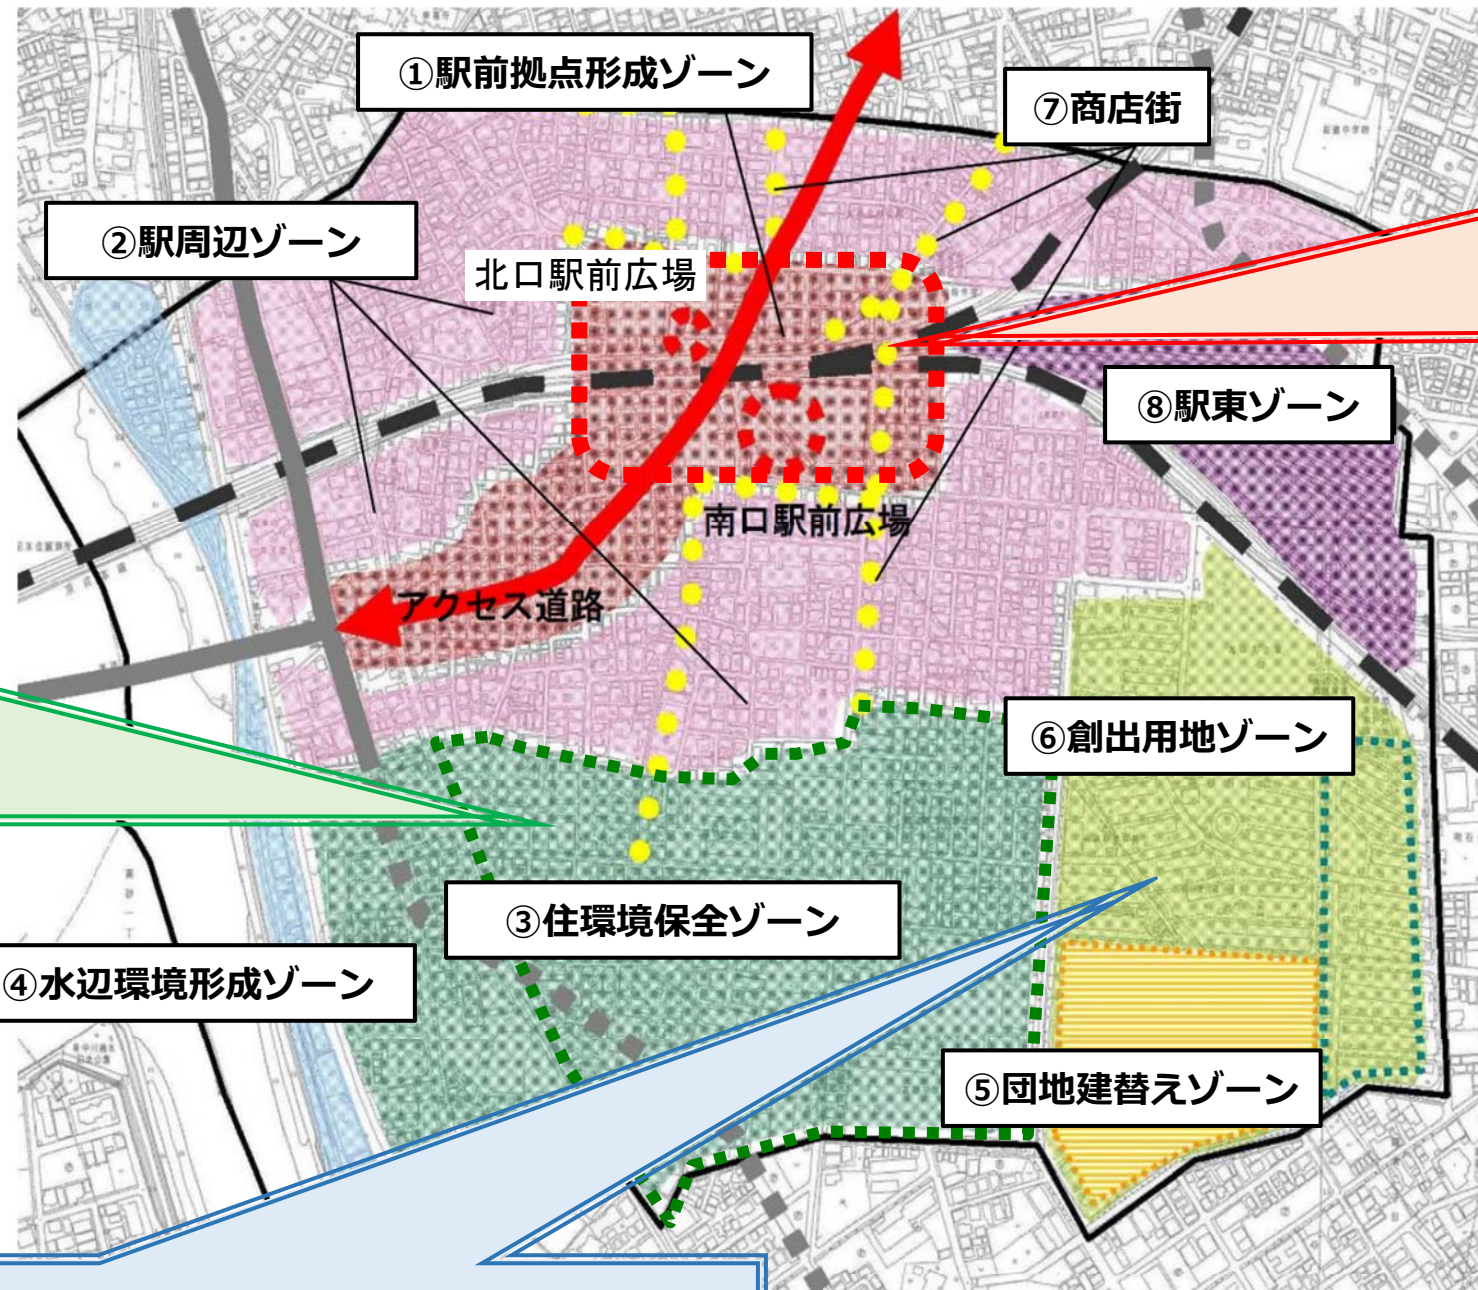 ①駅前拠点形成ゾーン
⑦商店街
②駅周辺ゾーン
北口駅前広場
⑧駅東ゾーン
南口駅前広場
アクセス道路
⑥創出用地ゾーン
③住環境保全ゾーン
④水辺環境形成ゾーン
⑤団地建替えゾーン